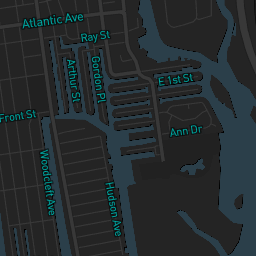 Atlantic Ave
Ray St
E 1st St
Arthur St
Gordon Pl
Front St
Ann Dr
Woodcleft Ave
Hudson Ave